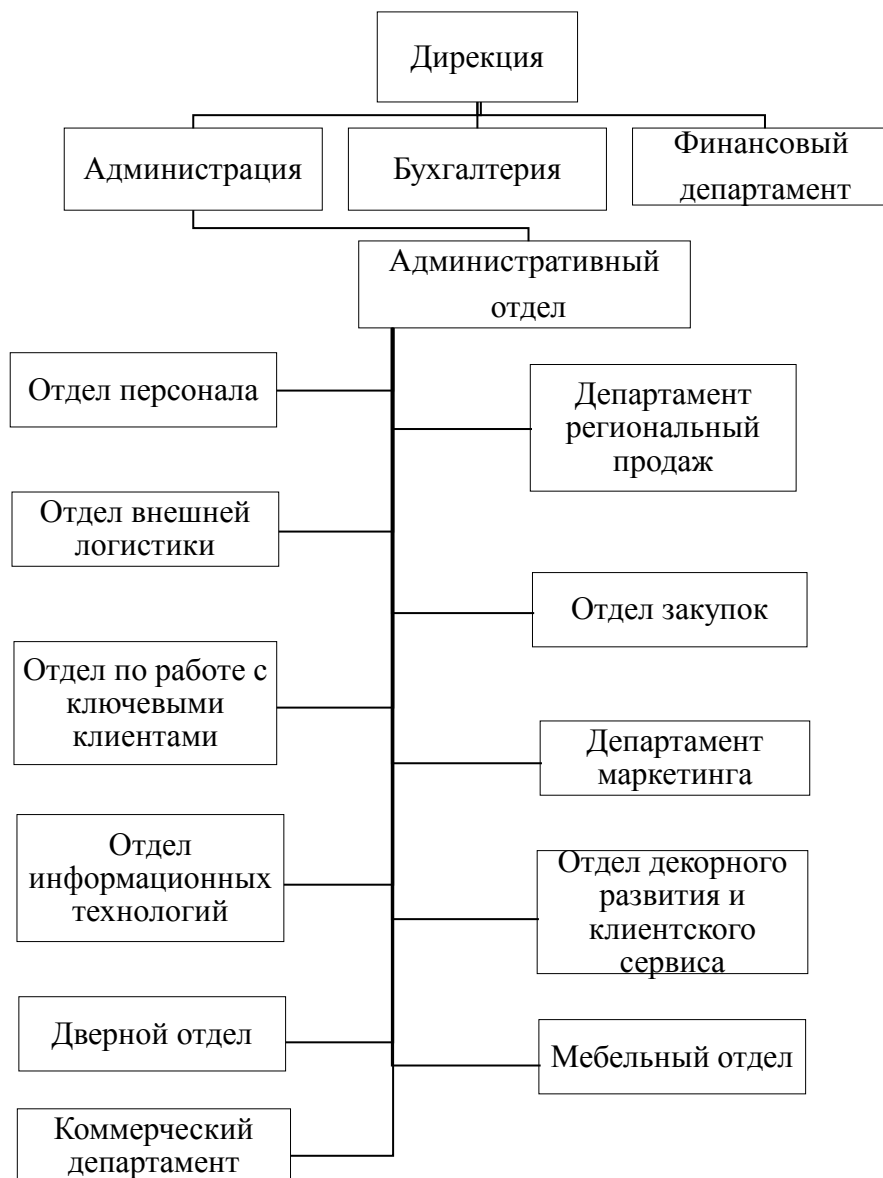 Дирекция
Администрация
Бухгалтерия
Финансовый
департамент
Административный
отдел
Отдел персонала
Департамент
региональный
продаж
Отдел внешней
логистики
Отдел закупок
Отдел по работе с
ключевыми
клиентами
Департамент
маркетинга
Отдел
информационных
технологий
Отдел декорного
развития и
клиентского
сервиса
Дверной отдел
Мебельный отдел
Коммерческий
департамент